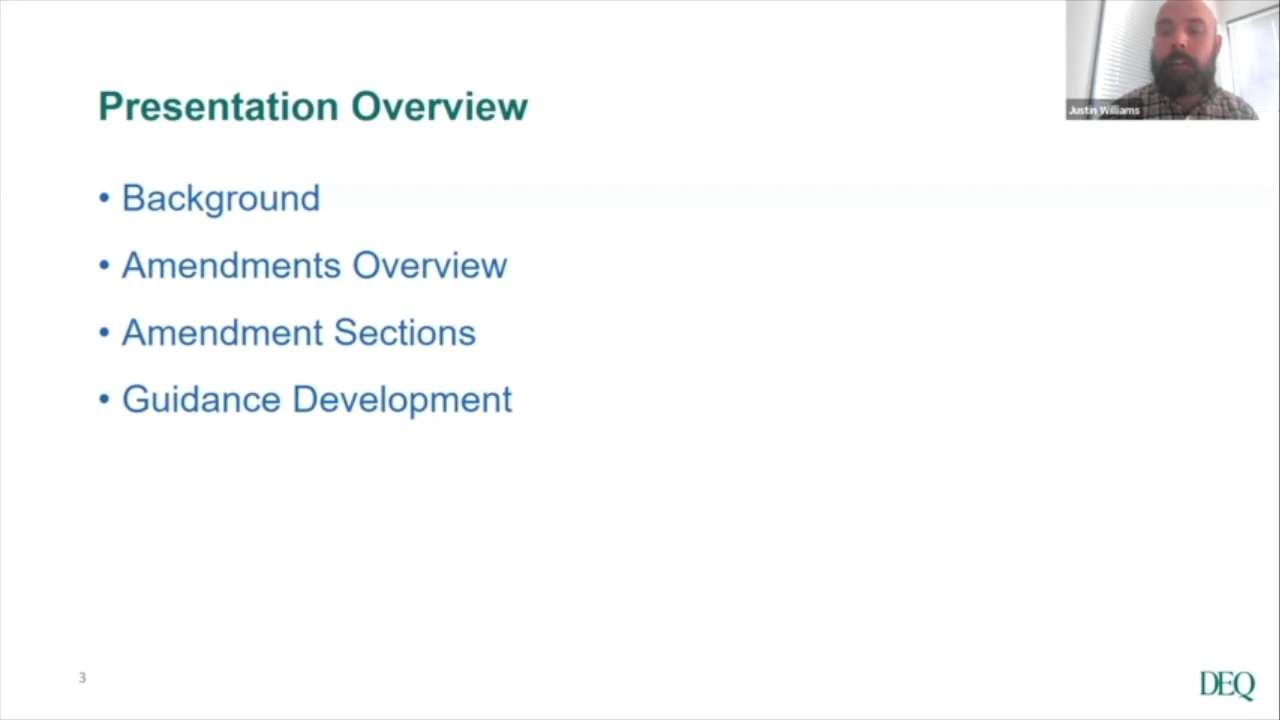 Presentation Overview
Justin Williams
• Background
• Amendments Overview
• Amendment Sections
• Guidance Development
3
DEQ